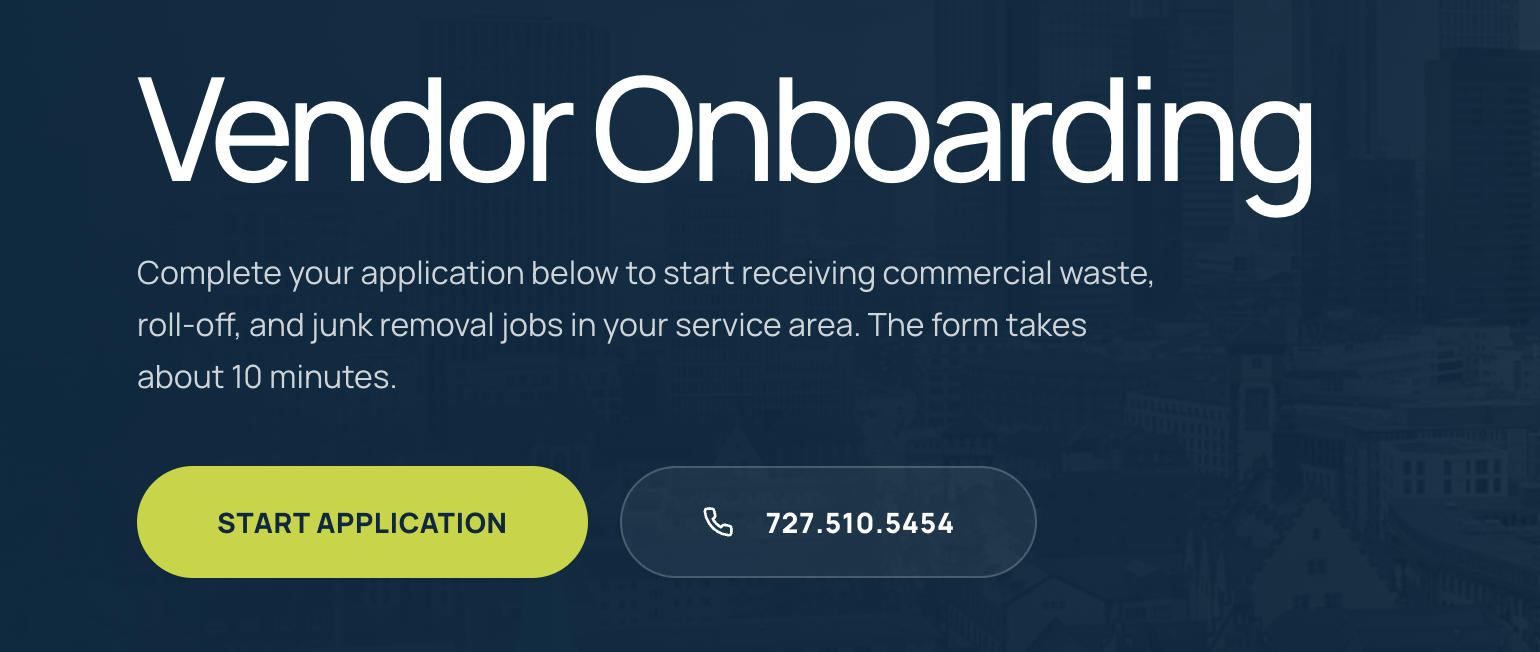 Vendor Onboarding
Complete your application below to start receiving commercial waste,
roll-off, and junk removal jobs in your service area. The form takes
about 10 minutes.
START APPLICATION
727.510.5454